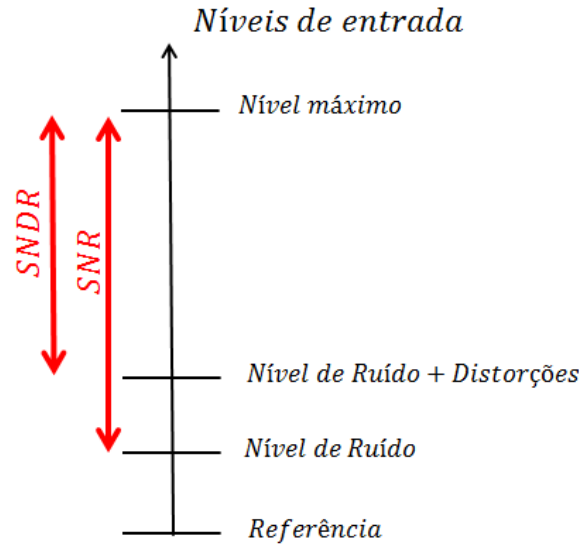 Níveis de entrada
Nível máximo
SNDR
SNR
Nível de Ruído + Distorções
Nível de Ruído
Referência